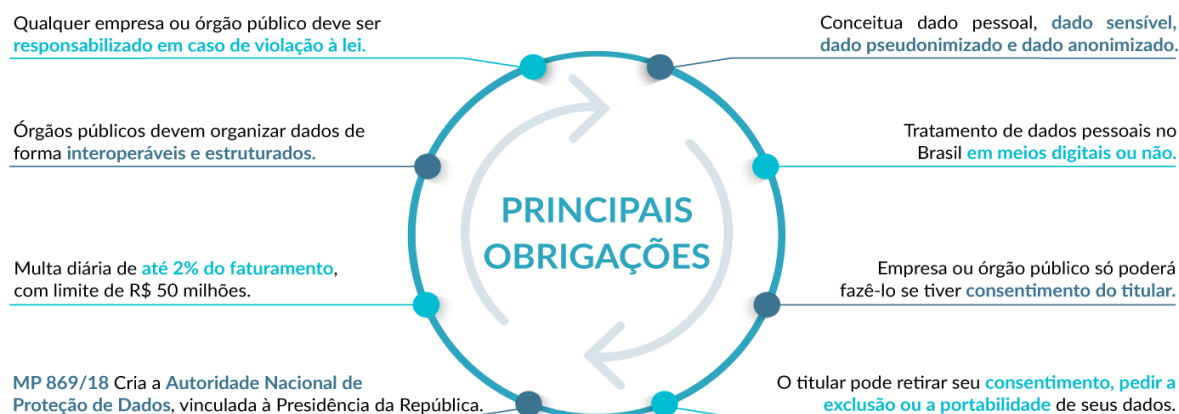 Qualquer empresa ou órgão público deve ser
responsabilizado em caso de violação à lei.
Conceitua dado pessoal, dado sensível,
dado pseudonimizado e dado anonimizado.
Órgãos públicos devem organizar dados de
forma interoperáveis e estruturados.
Tratamento de dados pessoais no
Brasil em meios digitais ou não.
PRINCIPAIS
OBRIGAÇÕES
Multa diária de até 2% do faturamento,
com limite de R$ 50 milhões.
Empresa ou órgão público só poderá
fazê-lo se tiver consentimento do titular.
MP 869/18 Cria a Autoridade Nacional de
Proteção de Dados, vinculada à Presidência da República.
O titular pode retirar seu consentimento, pedir a
exclusão ou a portabilidade de seus dados.